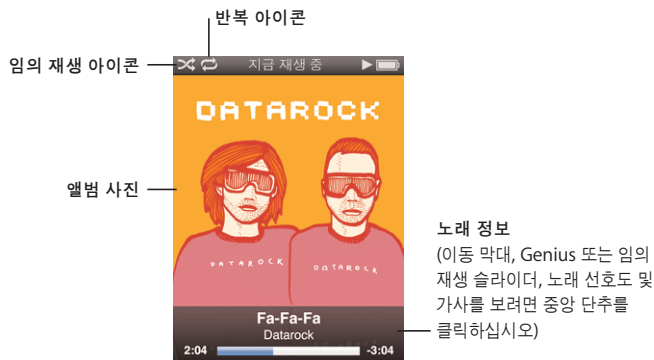 반복 아이콘
임의 재생 아이콘
지금 재생 중
DATAROCK
앨범 사진
DATAROCK
DATAROCK
노래 정보
(이동 막대, Genius 또는 임의
재생 슬라이더, 노래 선호도 및
가사를 보려면 중앙 단추를
클릭하십시오)
Fa-Fa-Fa
Datarock
2:04
-3:04